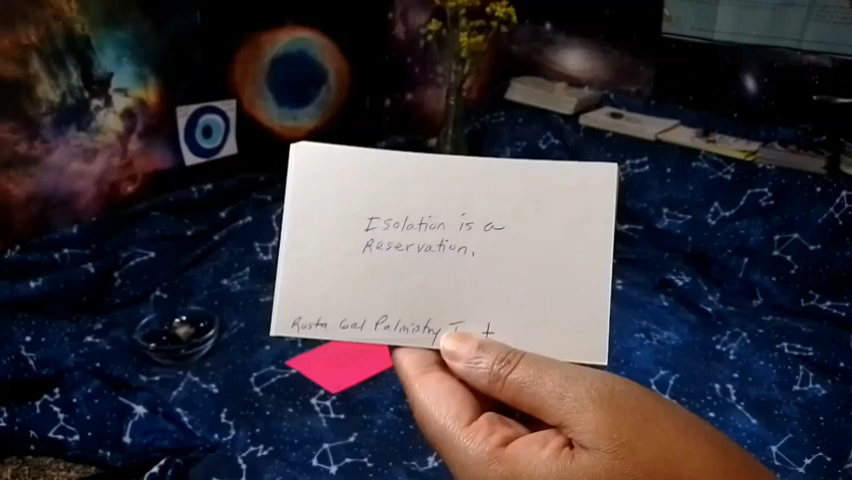 Isolation is a
Reservation.
Rasta Gal Palmistry